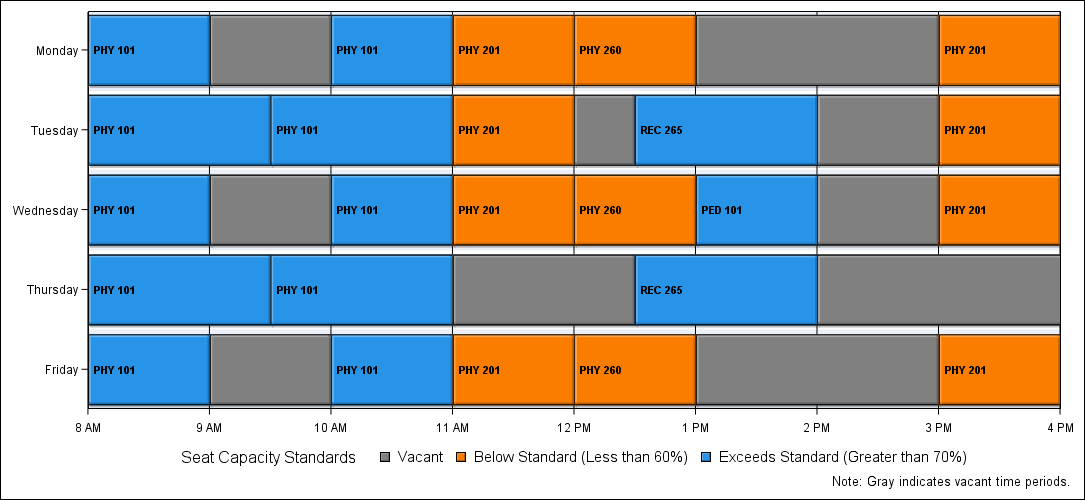 Monday PHY 101 PHY 101 PHY 201 PHY 260 PHY 201
Tuesday PHY 101 PHY 101 PHY 201 REC 265 PHY 201
Wednesday PHY 101 PHY 101 PHY 201 PHY 260 PED 101 PHY 201
Thursday PHY 101 PHY 101 REC 265
Friday PHY 101 PHY 101 PHY 201 PHY 260 PHY 201
8 AM 9 AM 10 AM 11 AM 12 PM 1 PM 2 PM 3 PM 4 PM
Seat Capacity Standards Vacant Below Standard (Less than 60%) Exceeds Standard (Greater than 70%)
Note: Gray indicates vacant time periods.